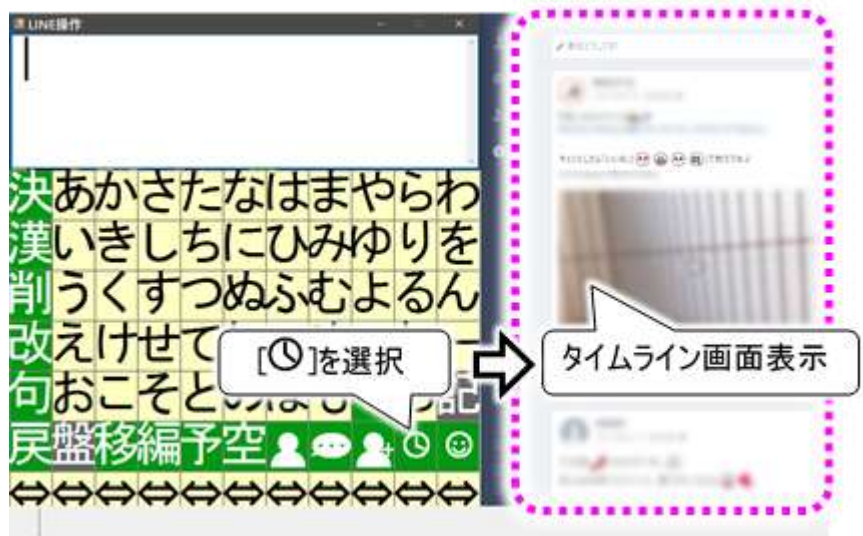 LINE操作
決あかさたなはまやらわ
漢いきしちにひみゆりを
削うくすつぬふむよるん
改えけせて
句おこそと
戻盤移編予空
[🕓]を選択
タイムライン画面表示